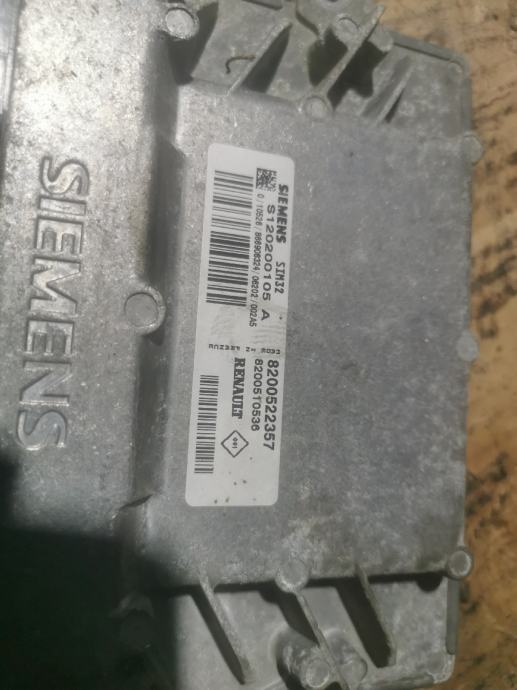 SIEMENS
SIEMENS SIM32
S120200105 A
8200522357
8200510536
RENAULT